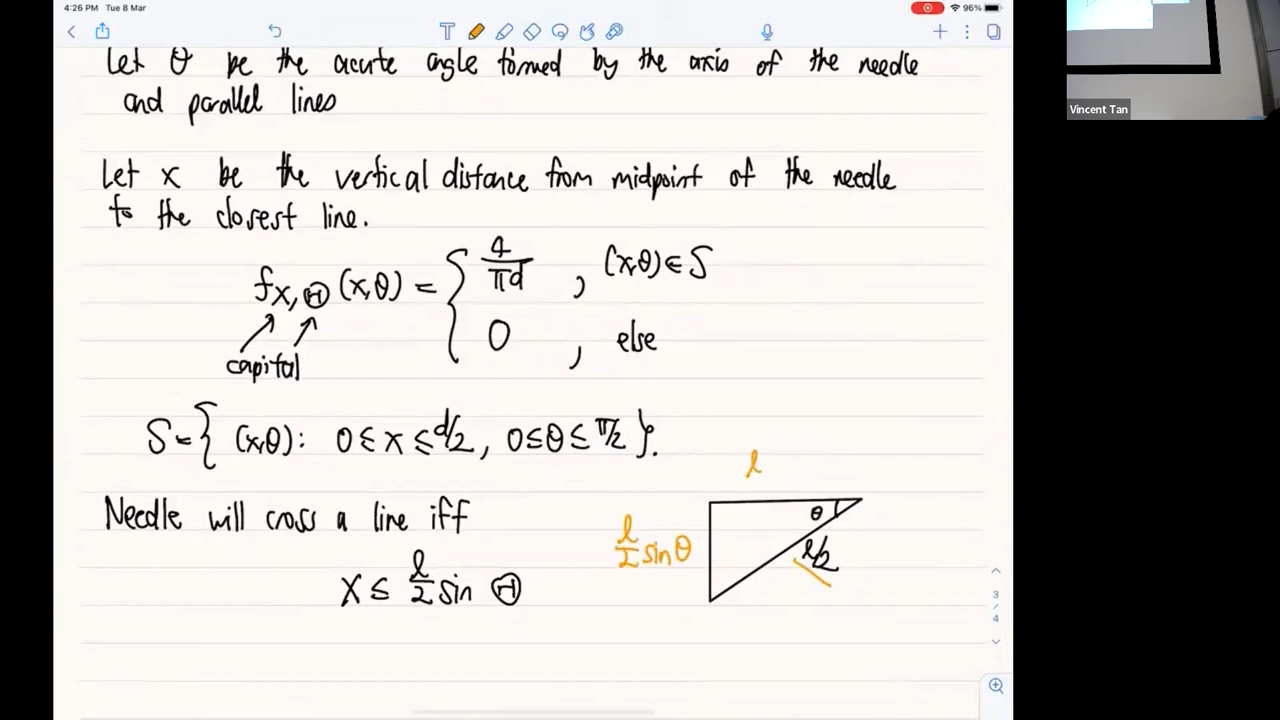 4:26 PM Tue 8 Mar
96%
Let θ be the acute angle formed by the axis of the needle
and parallel lines
Let x be the vertical distance from midpoint of the needle
to the closest line.
f_{X,Θ}(x,θ) = { 4/(πd) , (x,θ) ∈ S
0 , else
capital
S = { (x,θ): 0 ≤ x ≤ d/2, 0 ≤ θ ≤ π/2 }.
l
Needle will cross a line iff
θ
l/2 sin θ
l/2
X ≤ l/2 sin Θ
3
/
4
Vincent Tan